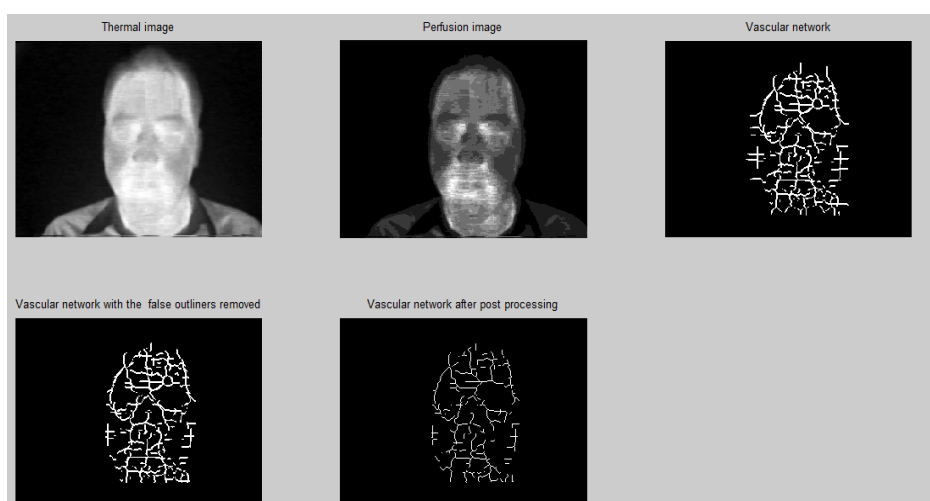 Thermal image
Perfusion image
Vascular network
Vascular network with the  false outliners removed
Vascular network after post processing